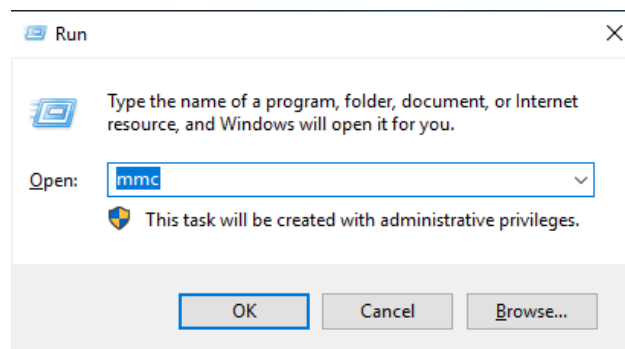 Run
Type the name of a program, folder, document, or Internet
resource, and Windows will open it for you.
Open: mmc
This task will be created with administrative privileges.
OK Cancel Browse...